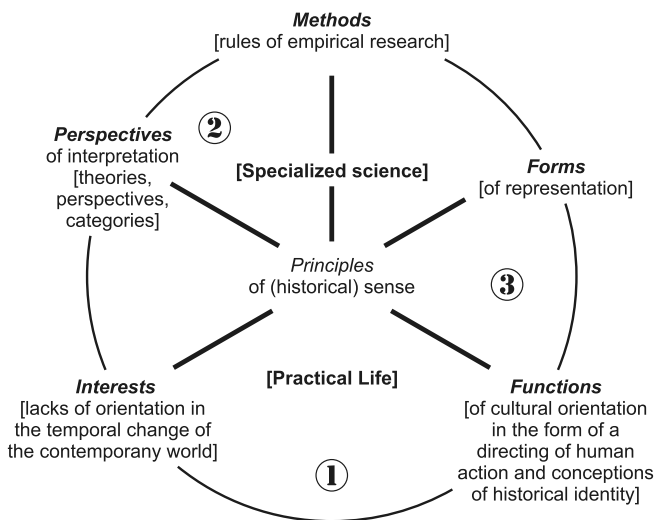 Methods
[rules of empirical research]
②
Perspectives
of interpretation
[theories,
perspectives,
categories]
[Specialized science]
Forms
[of representation]
Principles
of (historical) sense
③
Interests
[lacks of orientation in
the temporal change of
the contemporany world]
[Practical Life]
Functions
[of cultural orientation
in the form of a
directing of human
action and conceptions
of historical identity]
①